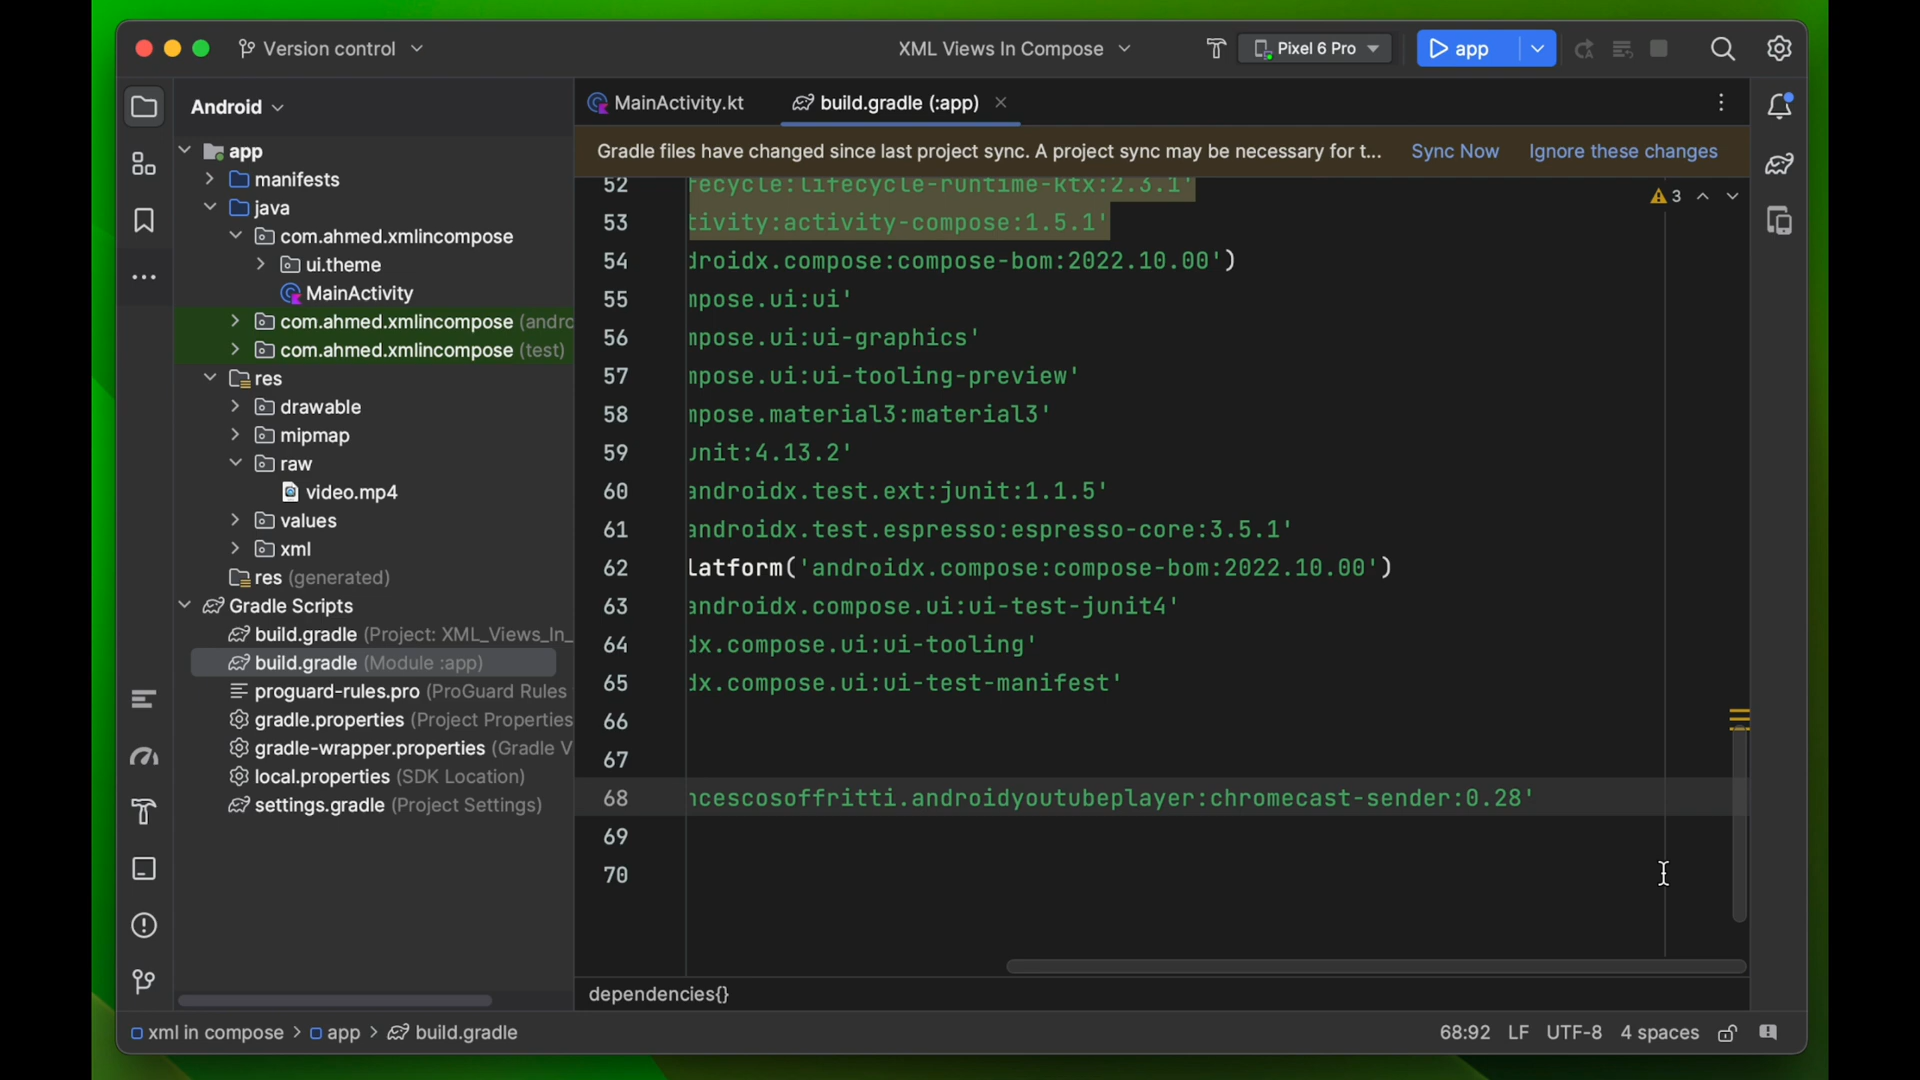 Version control
XML Views In Compose
Pixel 6 Pro
app
Android
MainActivity.kt
build.gradle (:app)
Gradle files have changed since last project sync. A project sync may be necessary for t...
Sync Now
Ignore these changes
app
manifests
java
com.ahmed.xmlincompose
ui.theme
MainActivity
com.ahmed.xmlincompose (andro
com.ahmed.xmlincompose (test)
res
drawable
mipmap
raw
video.mp4
values
xml
res (generated)
Gradle Scripts
build.gradle (Project: XML_Views_In_
build.gradle (Module :app)
proguard-rules.pro (ProGuard Rules
gradle.properties (Project Properties
gradle-wrapper.properties (Gradle V
local.properties (SDK Location)
settings.gradle (Project Settings)
3
52 fecycle:lifecycle-runtime-ktx:2.3.1'
53 tivity:activity-compose:1.5.1'
54 droidx.compose:compose-bom:2022.10.00')
55 mpose.ui:ui'
56 mpose.ui:ui-graphics'
57 mpose.ui:ui-tooling-preview'
58 mpose.material3:material3'
59 unit:4.13.2'
60 androidx.test.ext:junit:1.1.5'
61 androidx.test.espresso:espresso-core:3.5.1'
62 latform('androidx.compose:compose-bom:2022.10.00')
63 androidx.compose.ui:ui-test-junit4'
64 dx.compose.ui:ui-tooling'
65 dx.compose.ui:ui-test-manifest'
66
67
68 ncescosoffritti.androidyoutubeplayer:chromecast-sender:0.28'
69
70
dependencies{}
xml in compose > app > build.gradle
68:92 LF UTF-8 4 spaces